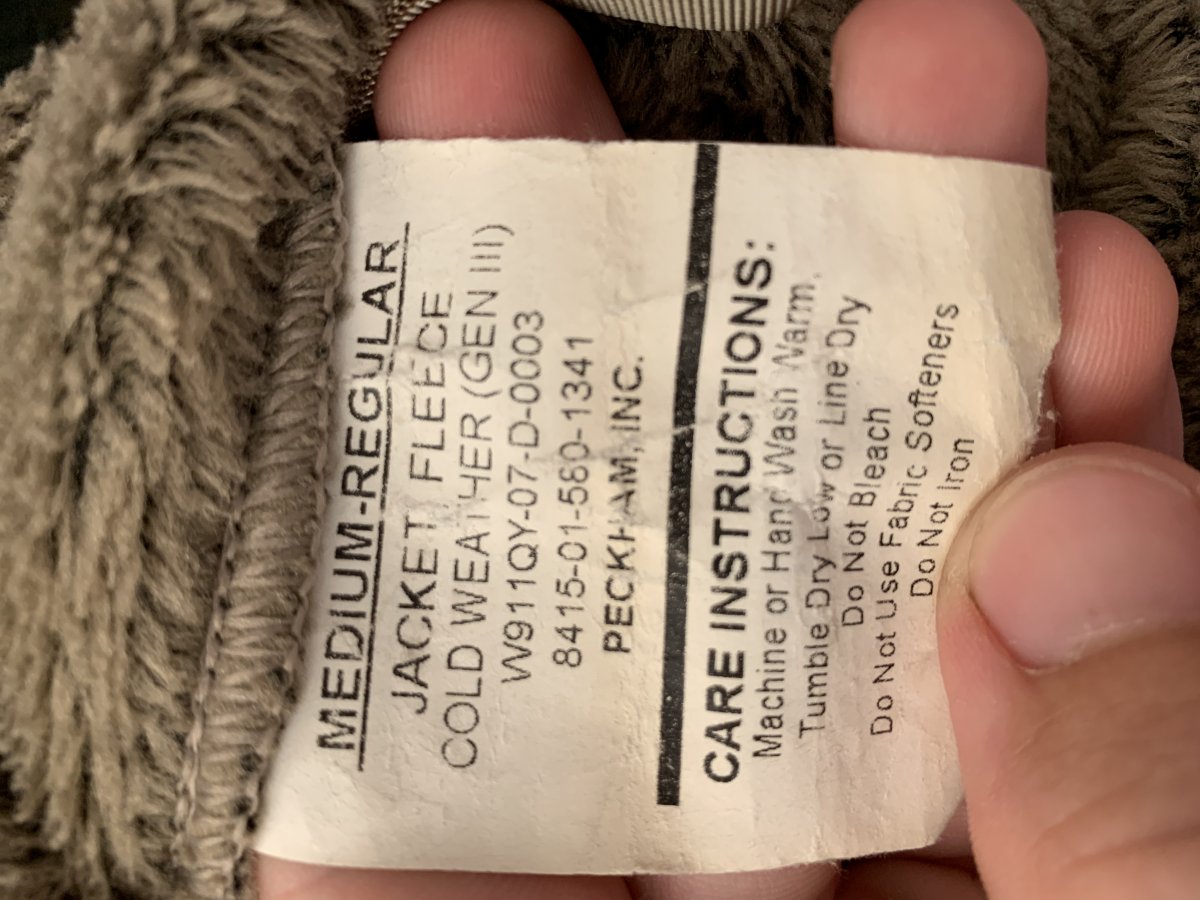 MEDIUM-REGULAR
JACKET FLEECE
COLD WEATHER (GEN III)
W911QY-07-D-0003
8415-01-560-1341
PECKHAM, INC.
CARE INSTRUCTIONS:
Machine or Hand Wash Warm,
Tumble Dry Low or Line Dry
Do Not Bleach
Do Not Use Fabric Softeners
Do Not Iron